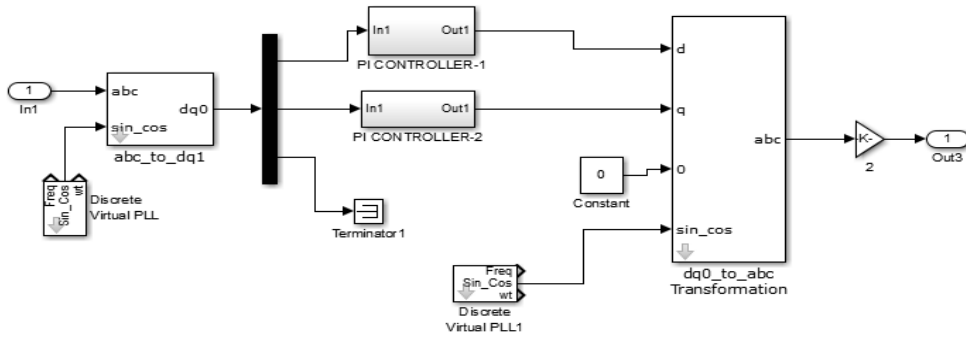 1
In1
abc
sin_cos
dq0
abc_to_dq1
Freq
Sin_Cos
wt
Discrete
Virtual PLL
In1 Out1
PI CONTROLLER-1
In1 Out1
PI CONTROLLER-2
Terminator1
0
Constant
Freq
Sin_Cos
wt
Discrete
Virtual PLL1
d
q
0
sin_cos
abc
dq0_to_abc
Transformation
-K-
2
1
Out3